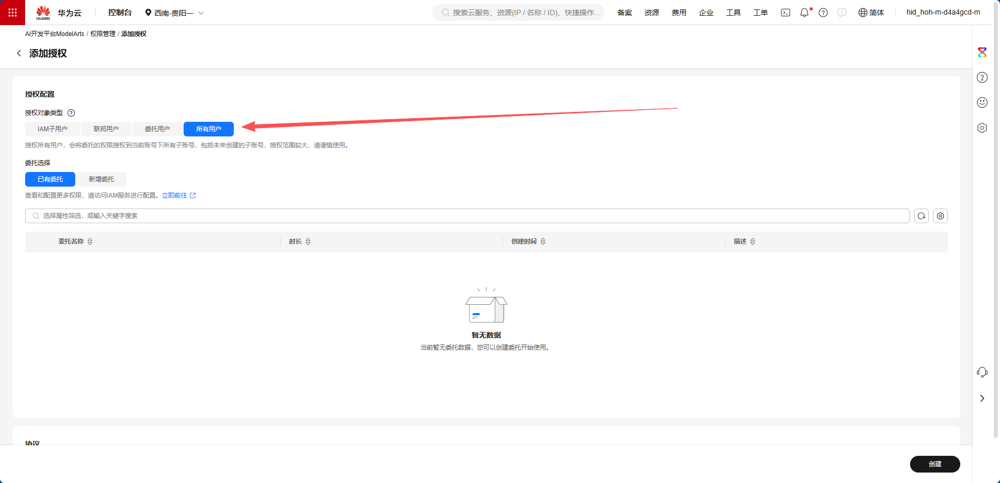 HUAWEI 华为云 控制台 西南-贵阳一 搜索云服务、资源(IP / 名称 / ID)、快捷操作... 备案 资源 费用 企业 工具 工单 简体 hid_hoh-m-d4a4gcd-m
AI开发平台ModelArts / 权限管理 / 添加授权
添加授权
授权配置
授权对象类型
IAM子用户 联邦用户 委托用户 所有用户
授权所有用户，会将委托的权限授权到当前账号下所有子账号，包括未来创建的子账号，授权范围较大，请谨慎使用。
委托选择
已有委托 新增委托
查看和配置更多权限，请访问IAM服务进行配置。立即前往
选择属性筛选，或输入关键字搜索
委托名称 时长 创建时间 描述
暂无数据
当前暂无委托数据，您可以创建委托开始使用。
协议
创建